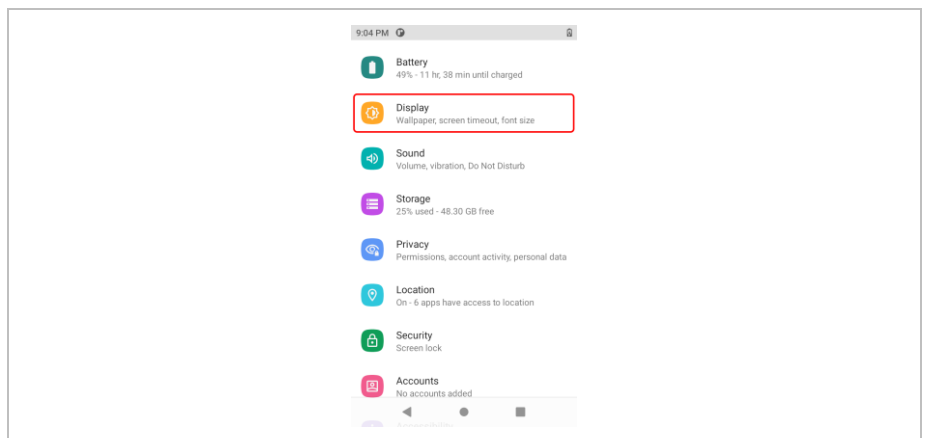 9:04 PM
Battery
49% - 11 hr, 38 min until charged
Display
Wallpaper, screen timeout, font size
Sound
Volume, vibration, Do Not Disturb
Storage
25% used - 48.30 GB free
Privacy
Permissions, account activity, personal data
Location
On - 6 apps have access to location
Security
Screen lock
Accounts
No accounts added